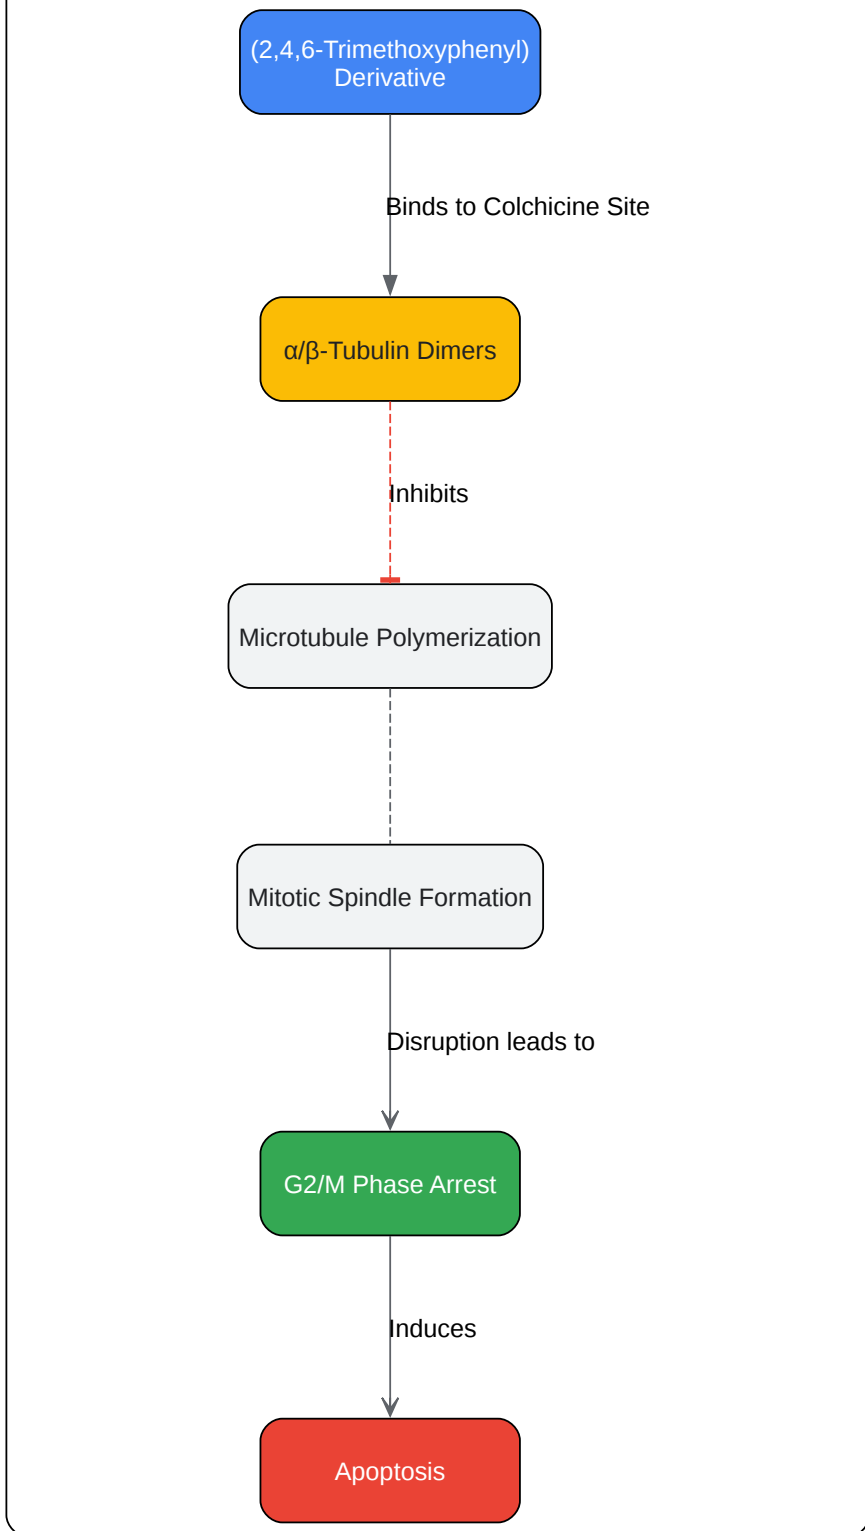 (2,4,6-Trimethoxyphenyl)
Derivative
Binds to Colchicine Site
α/β-Tubulin Dimers
Inhibits
Microtubule Polymerization
Mitotic Spindle Formation
Disruption leads to
G2/M Phase Arrest
Induces
Apoptosis